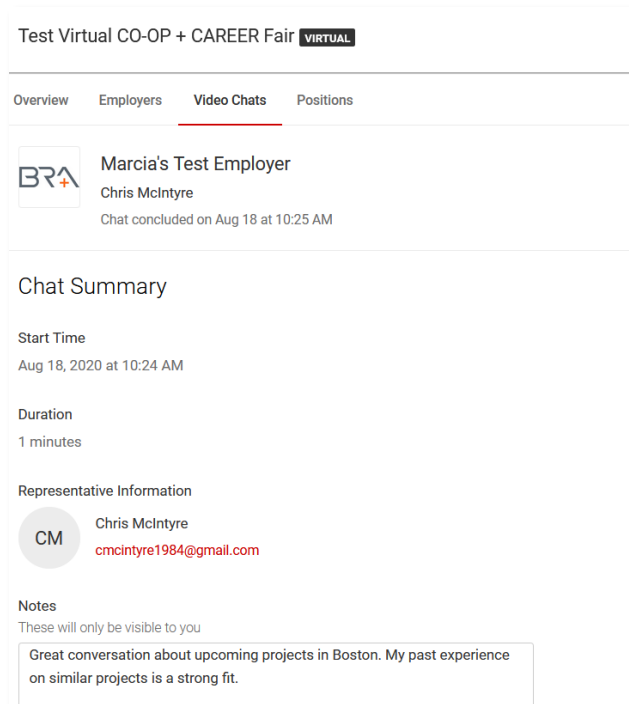 Test Virtual CO-OP + CAREER Fair VIRTUAL
Overview Employers Video Chats Positions
BRA+
Marcia's Test Employer
Chris McIntyre
Chat concluded on Aug 18 at 10:25 AM
Chat Summary
Start Time
Aug 18, 2020 at 10:24 AM
Duration
1 minutes
Representative Information
CM
Chris McIntyre
cmcintyre1984@gmail.com
Notes
These will only be visible to you
Great conversation about upcoming projects in Boston. My past experience
on similar projects is a strong fit.